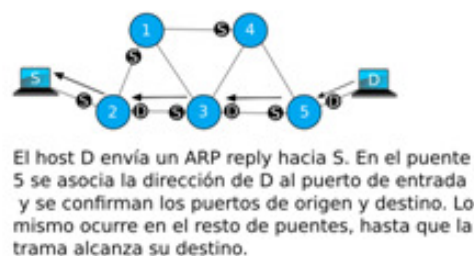 1
4
S
S
S
D
S
2
D
S
3
D
S
5
D
El host D envía un ARP reply hacia S. En el puente
5 se asocia la dirección de D al puerto de entrada
y se confirman los puertos de origen y destino. Lo
mismo ocurre en el resto de puentes, hasta que la
trama alcanza su destino.